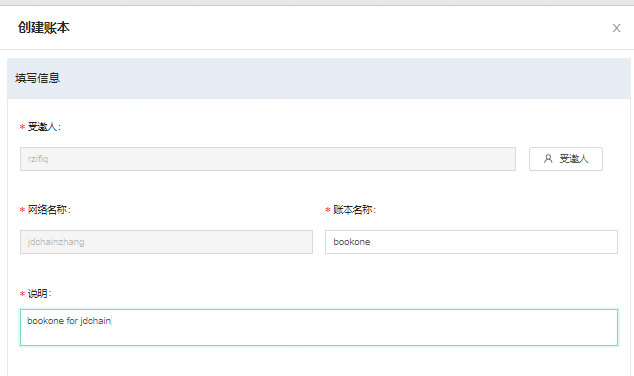 创建账本
填写信息
* 受邀人：
rziflq 受邀人
* 网络名称： * 账本名称：
jdchainzhang bookone
* 说明：
bookone for jdchain